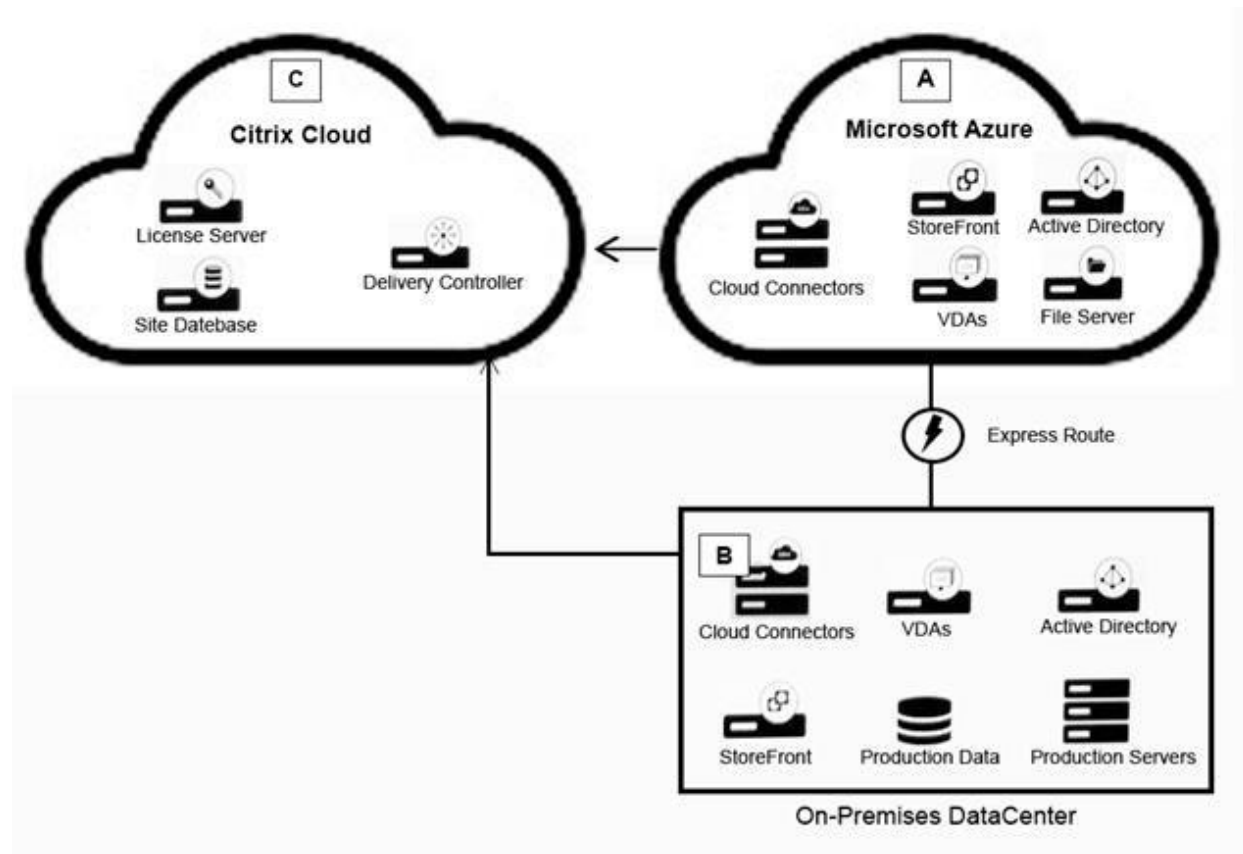 C
Citrix Cloud
License Server
Delivery Controller
Site Datebase
A
Microsoft Azure
StoreFront
Active Directory
Cloud Connectors
VDAs
File Server
Express Route
B
Cloud Connectors
VDAs
Active Directory
StoreFront
Production Data
Production Servers
On-Premises DataCenter